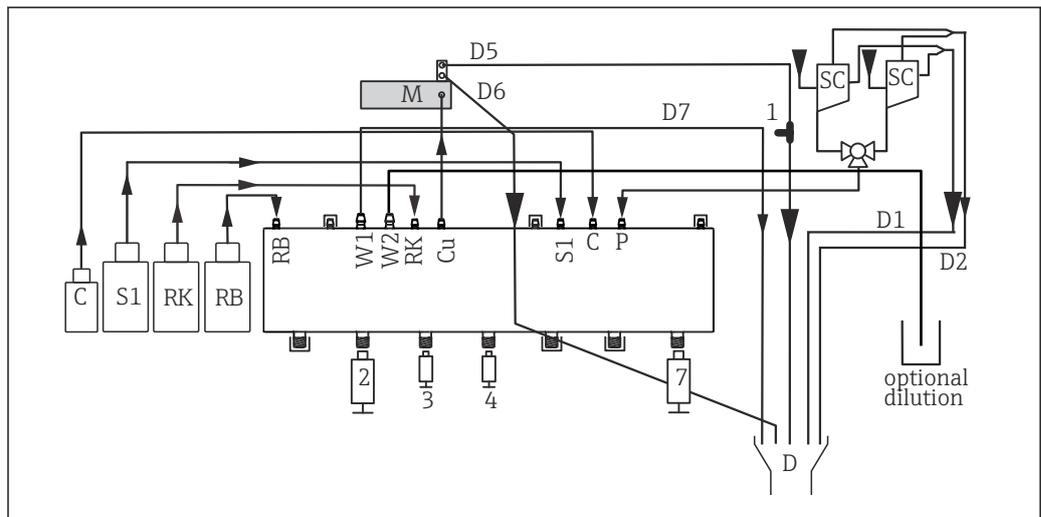 D5
SC
SC
M
D6
D7
1
RB
W1
W2
RK
Cu
S1
C
P
D1
D2
C
S1
RK
RB
2
3
4
7
optional
dilution
D